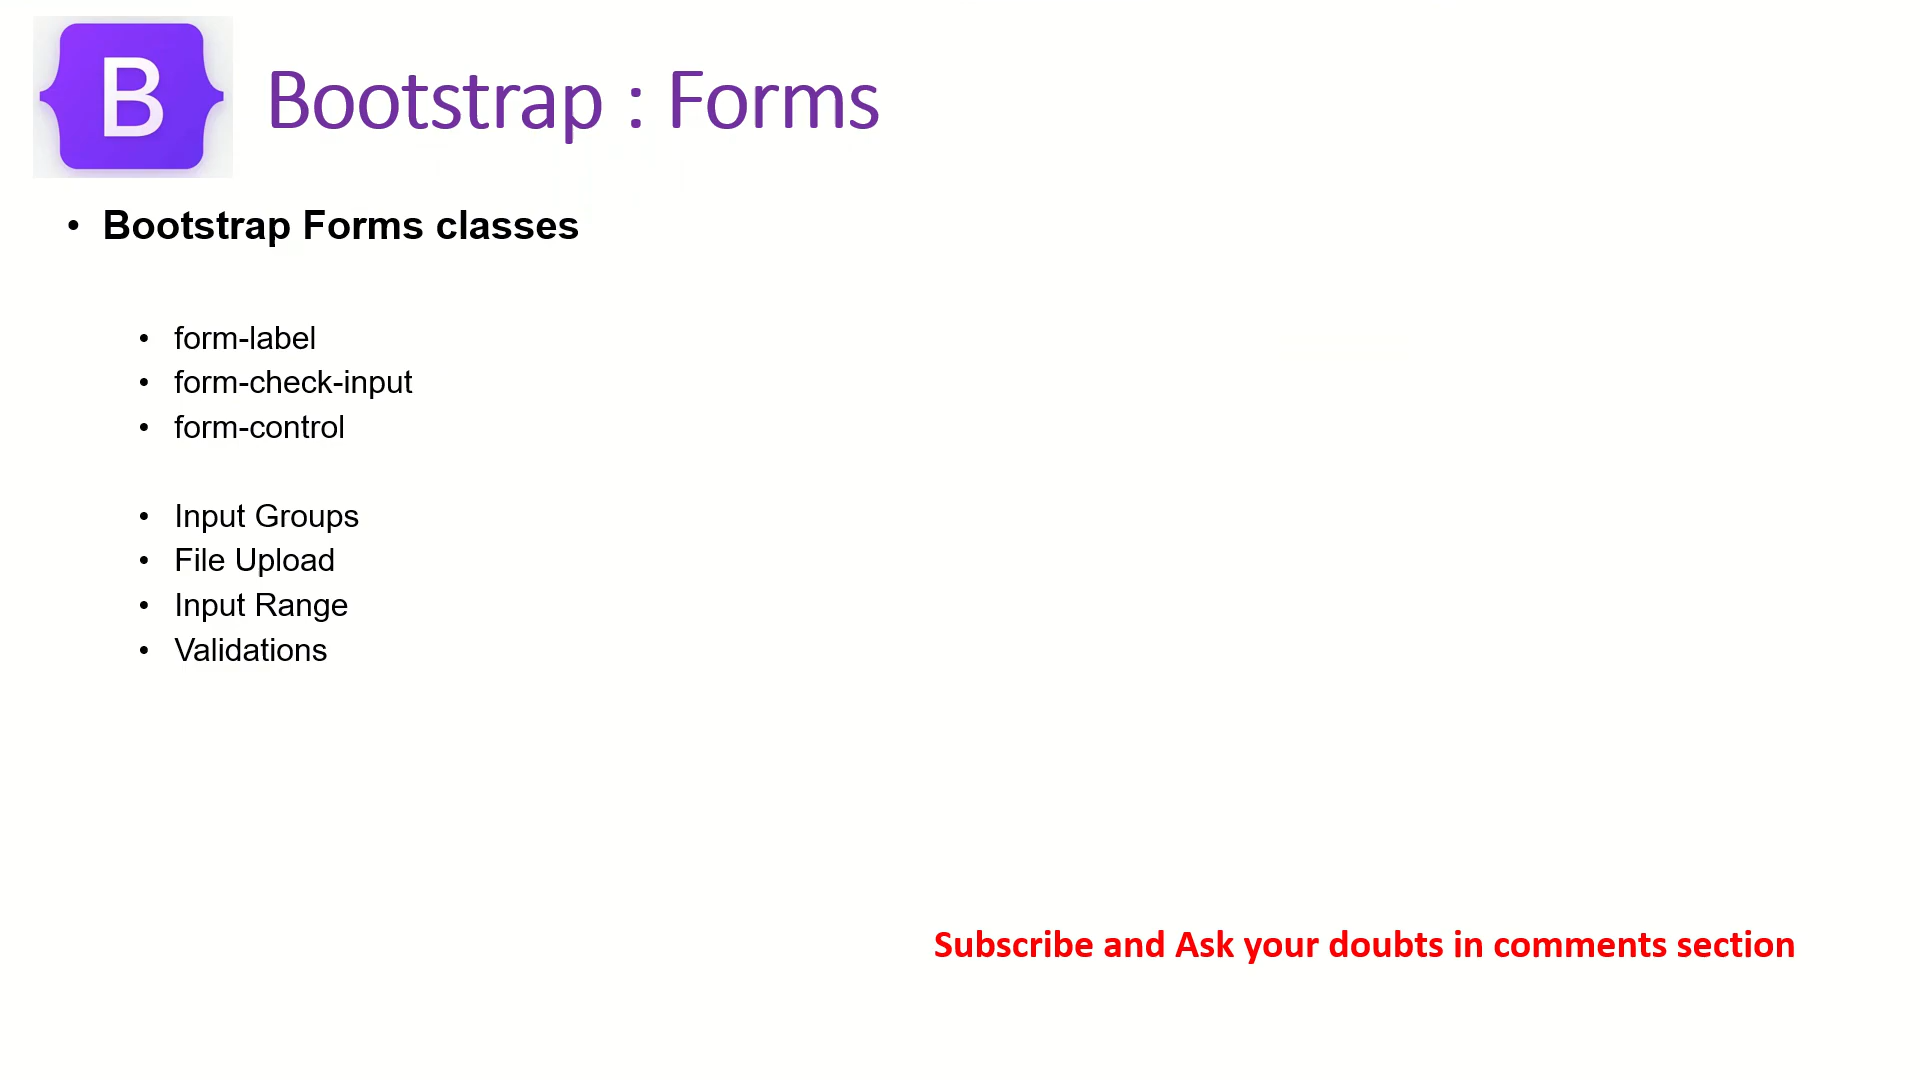 B
Bootstrap : Forms
• Bootstrap Forms classes
• form-label
• form-check-input
• form-control
• Input Groups
• File Upload
• Input Range
• Validations
Subscribe and Ask your doubts in comments section